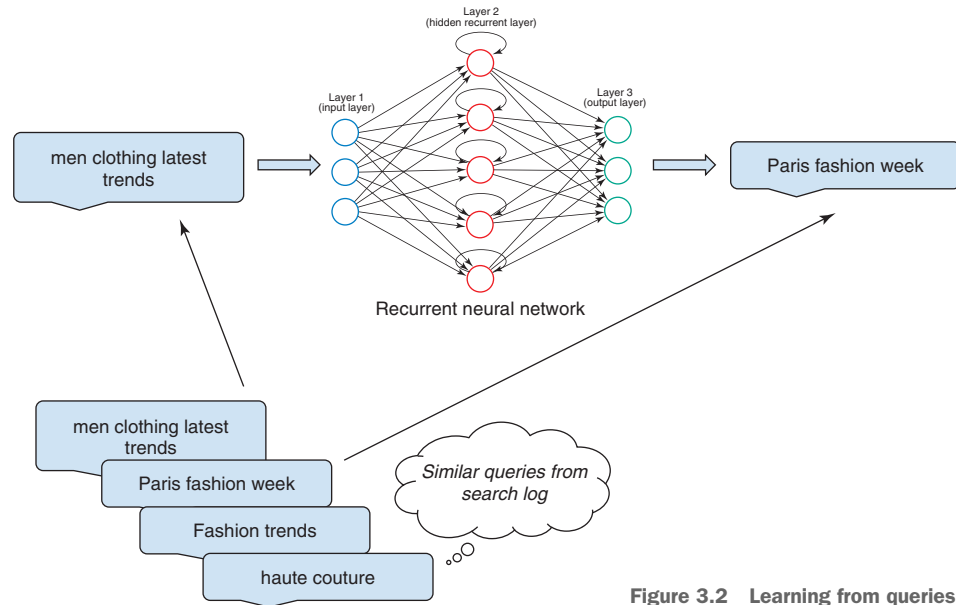 Layer 2
(hidden recurrent layer)
Layer 1
(input layer)
Layer 3
(output layer)
men clothing latest
trends
Paris fashion week
Recurrent neural network
men clothing latest
trends
Paris fashion week
Fashion trends
haute couture
Similar queries from
search log
Figure 3.2 Learning from queries